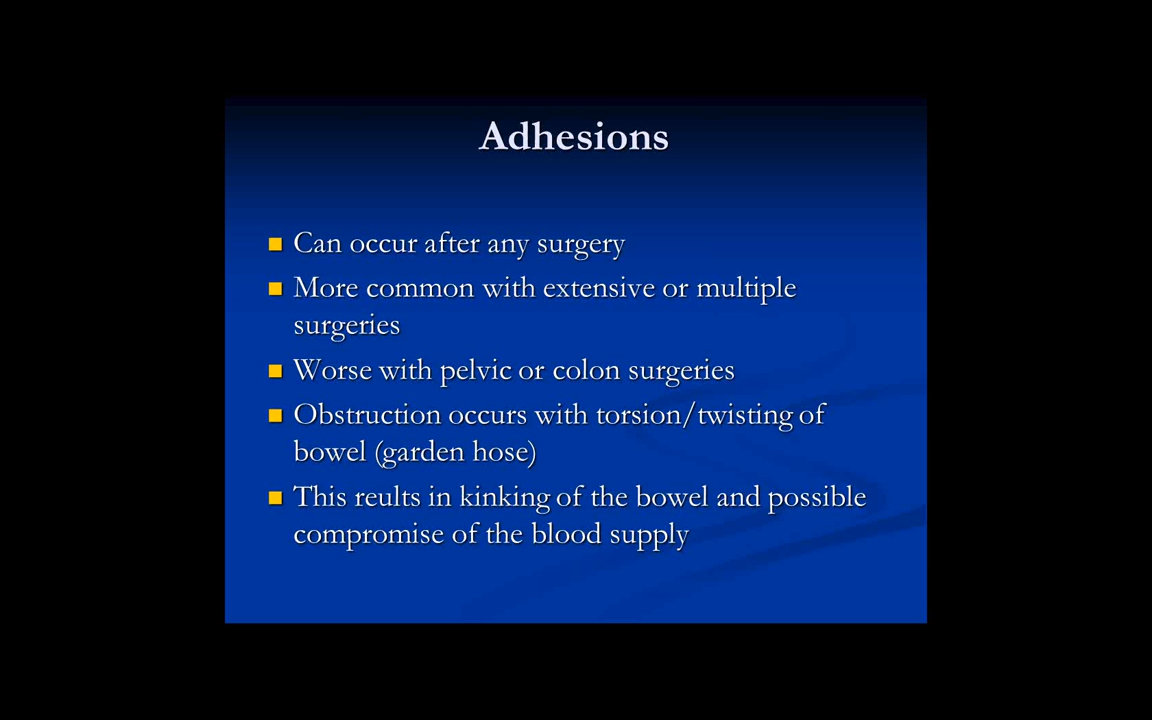 Adhesions
Can occur after any surgery
More common with extensive or multiple
surgeries
Worse with pelvic or colon surgeries
Obstruction occurs with torsion/twisting of
bowel (garden hose)
This reults in kinking of the bowel and possible
compromise of the blood supply